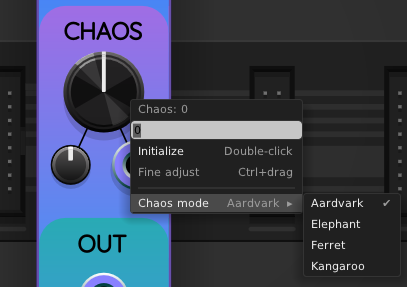 CHAOS
Chaos: 0
0
Initialize Double-click
Fine adjust Ctrl+drag
Chaos mode Aardvark ▸
Aardvark ✔
Elephant
Ferret
Kangaroo
OUT